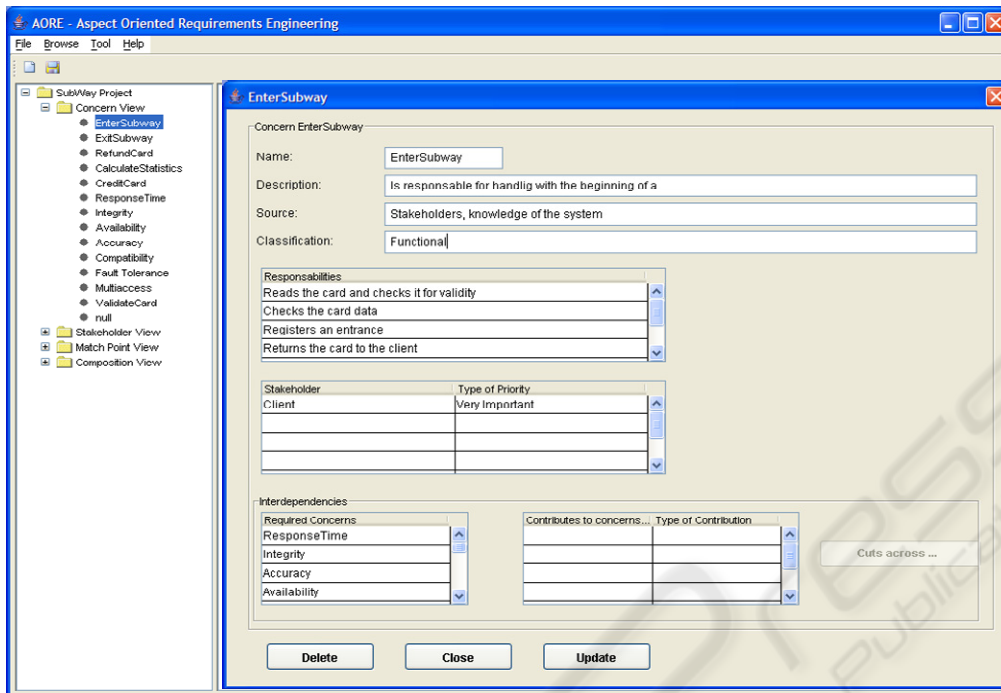 AORE - Aspect Oriented Requirements Engineering
File Browse Tool Help
SubWay Project
Concern View
EnterSubway
ExitSubway
RefundCard
CalculateStatistics
CreditCard
ResponseTime
Integrity
Availability
Accuracy
Compatibility
Fault Tolerance
Multiaccess
ValidateCard
null
Stakeholder View
Match Point View
Composition View
EnterSubway
Concern EnterSubway
Name: EnterSubway
Description: Is responsable for handlig with the beginning of a
Source: Stakeholders, knowledge of the system
Classification: Functional
Responsabilities
Reads the card and checks it for validity
Checks the card data
Registers an entrance
Returns the card to the client
Stakeholder Type of Priority
Client Very Important
Interdependencies
Required Concerns
ResponseTime
Integrity
Accuracy
Availability
Contributes to concerns... Type of Contribution
Cuts across ...
Delete Close Update